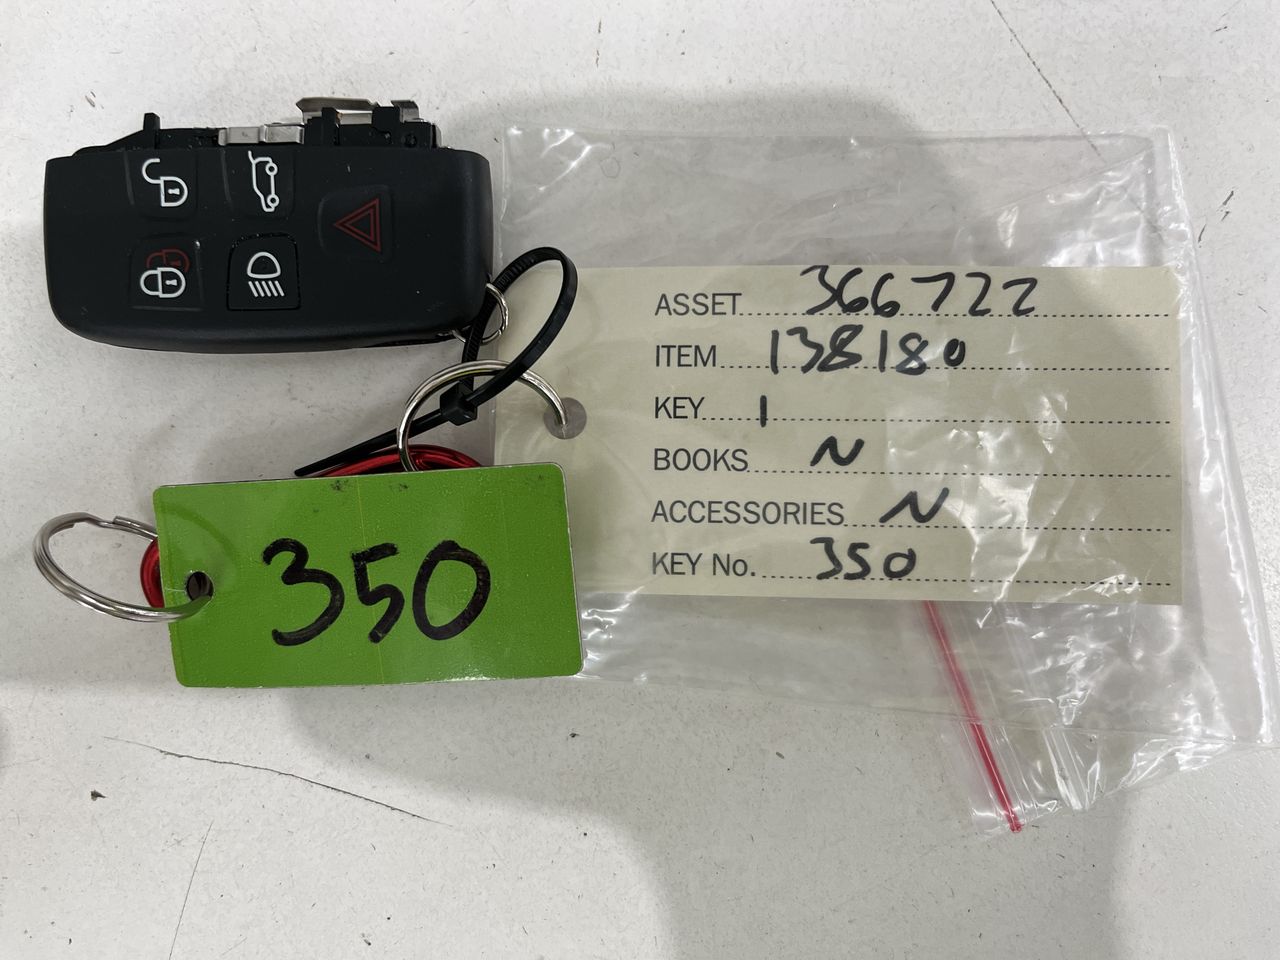 ASSET 366722
ITEM 138180
KEY 1
BOOKS N
ACCESSORIES N
KEY No. 350
350